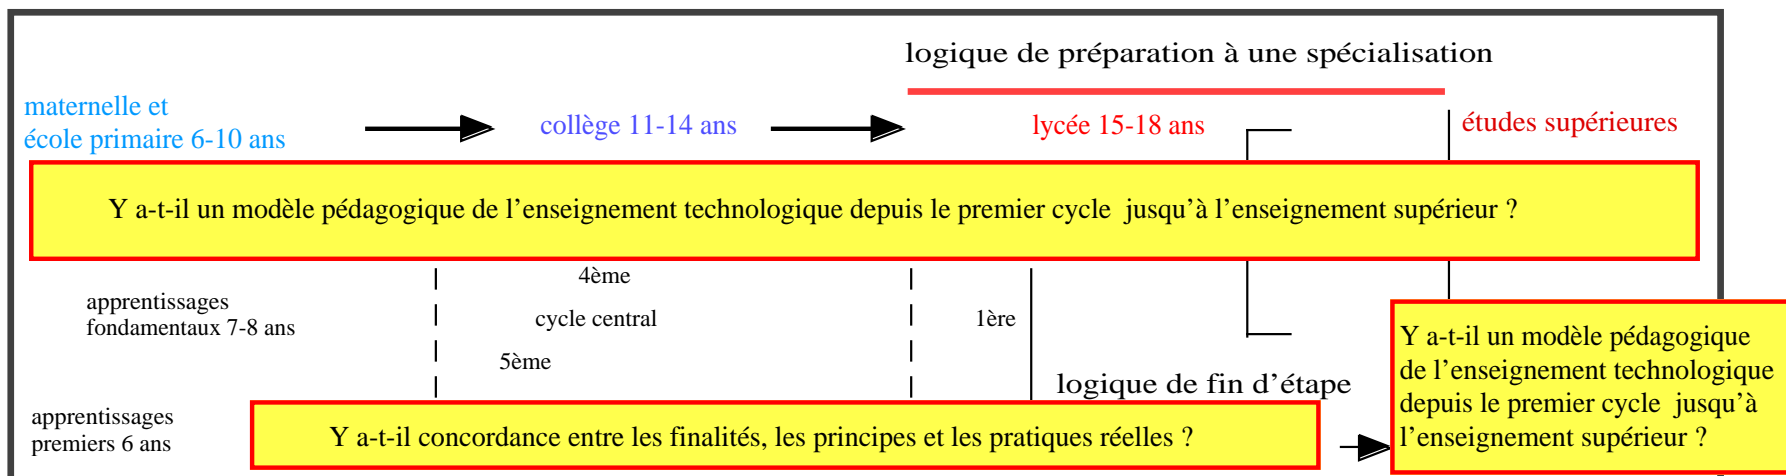 logique de préparation à une spécialisation
maternelle et
école primaire 6-10 ans
collège 11-14 ans
lycée 15-18 ans
études supérieures
Y a-t-il un modèle pédagogique de l’enseignement technologique depuis le premier cycle jusqu’à l’enseignement supérieur ?
4ème
apprentissages
fondamentaux 7-8 ans
cycle central
1ère
5ème
Y a-t-il un modèle pédagogique
de l’enseignement technologique
depuis le premier cycle jusqu’à
l’enseignement supérieur ?
logique de fin d’étape
apprentissages
premiers 6 ans
Y a-t-il concordance entre les finalités, les principes et les pratiques réelles ?